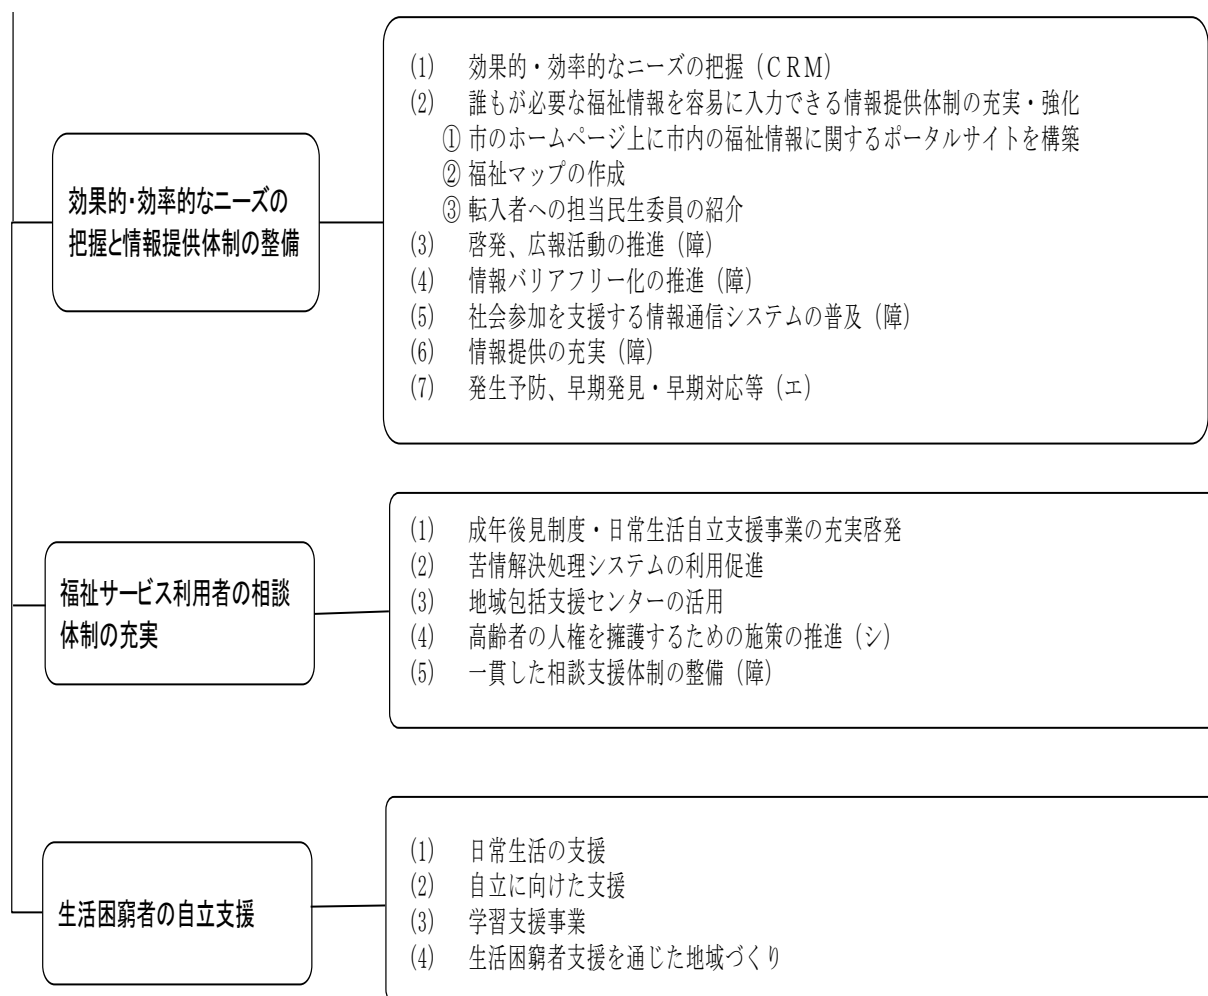 効果的・効率的なニーズの
把握と情報提供体制の整備
(1) 効果的・効率的なニーズの把握（ＣＲＭ）
(2) 誰もが必要な福祉情報を容易に入力できる情報提供体制の充実・強化
① 市のホームページ上に市内の福祉情報に関するポータルサイトを構築
② 福祉マップの作成
③ 転入者への担当民生委員の紹介
(3) 啓発、広報活動の推進（障）
(4) 情報バリアフリー化の推進（障）
(5) 社会参加を支援する情報通信システムの普及（障）
(6) 情報提供の充実（障）
(7) 発生予防、早期発見・早期対応等（エ）
福祉サービス利用者の相談
体制の充実
(1) 成年後見制度・日常生活自立支援事業の充実啓発
(2) 苦情解決処理システムの利用促進
(3) 地域包括支援センターの活用
(4) 高齢者の人権を擁護するための施策の推進（シ）
(5) 一貫した相談支援体制の整備（障）
生活困窮者の自立支援
(1) 日常生活の支援
(2) 自立に向けた支援
(3) 学習支援事業
(4) 生活困窮者支援を通じた地域づくり